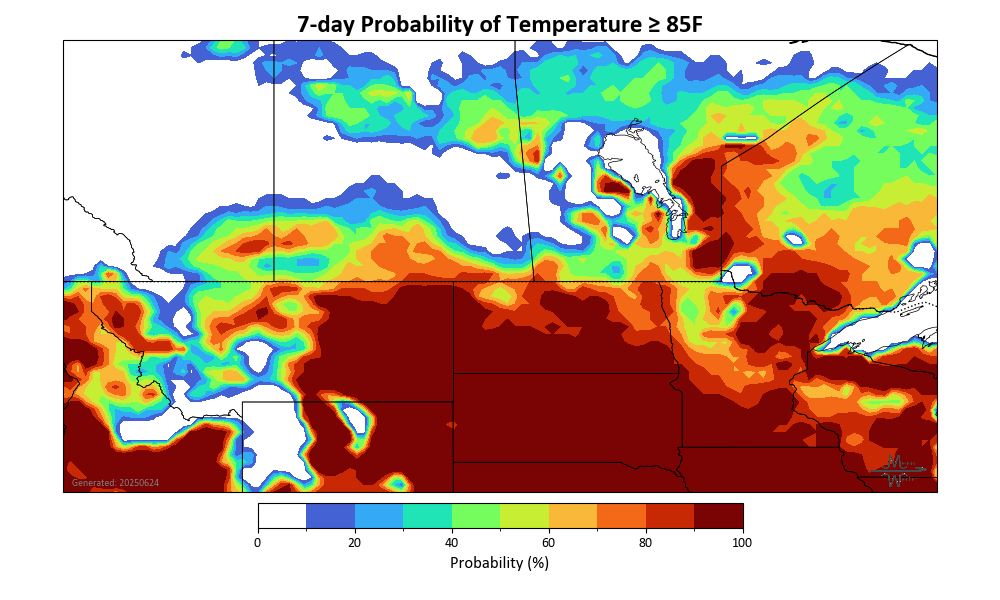 7-day Probability of Temperature ≥ 85F
Generated: 20250624
0 20 40 60 80 100
Probability (%)